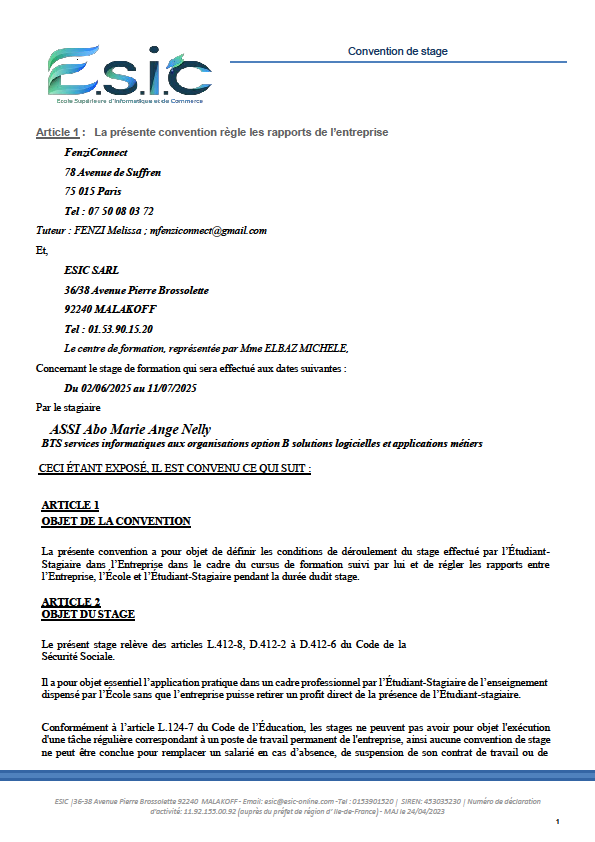 Convention de stage
E.s.i.c
Ecole Supérieure d'Informatique et de Commerce
Article 1 : La présente convention règle les rapports de l'entreprise
FenziConnect
78 Avenue de Suffren
75 015 Paris
Tel : 07 50 08 03 72
Tuteur : FENZI Melissa ; mfenziconnect@gmail.com
Et,
ESIC SARL
36/38 Avenue Pierre Brossolette
92240 MALAKOFF
Tel : 01.53.90.15.20
Le centre de formation, représentée par Mme ELBAZ MICHELE,
Concernant le stage de formation qui sera effectué aux dates suivantes :
Du 02/06/2025 au 11/07/2025
Par le stagiaire
ASSI Abo Marie Ange Nelly
BTS services informatiques aux organisations option B solutions logicielles et applications métiers
CECI ÉTANT EXPOSÉ, IL EST CONVENU CE QUI SUIT :
ARTICLE 1
OBJET DE LA CONVENTION
La présente convention a pour objet de définir les conditions de déroulement du stage effectué par l'Étudiant-
Stagiaire dans l'Entreprise dans le cadre du cursus de formation suivi par lui et de régler les rapports entre
l'Entreprise, l'École et l'Étudiant-Stagiaire pendant la durée dudit stage.
ARTICLE 2
OBJET DU STAGE
Le présent stage relève des articles L.412-8, D.412-2 à D.412-6 du Code de la
Sécurité Sociale.
Il a pour objet essentiel l'application pratique dans un cadre professionnel par l'Étudiant-Stagiaire de l'enseignement
dispensé par l'École sans que l'entreprise puisse retirer un profit direct de la présence de l'Étudiant-stagiaire.
Conformément à l'article L.124-7 du Code de l'Éducation, les stages ne peuvent pas avoir pour objet l'exécution
d'une tâche régulière correspondant à un poste de travail permanent de l'entreprise, ainsi aucune convention de stage
ne peut être conclue pour remplacer un salarié en cas d'absence, de suspension de son contrat de travail ou de
ESIC |36-38 Avenue Pierre Brossolette 92240 MALAKOFF - Email: esic@esic-online.com -Tel : 0153901520 | SIREN: 453035230 | Numéro de déclaration
d'activité: 11.92.155.00.92 (auprès du préfet de région d' Ile-de-France) - MAJ le 24/04/2023
1